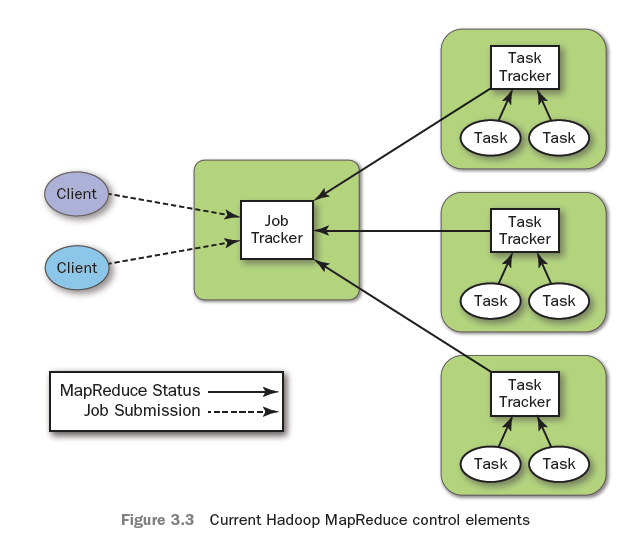 Task
Tracker
Task
Task
Client
Job
Tracker
Client
Task
Tracker
Task
Task
Task
Tracker
Task
Task
MapReduce Status
Job Submission
Figure 3.3 Current Hadoop MapReduce control elements